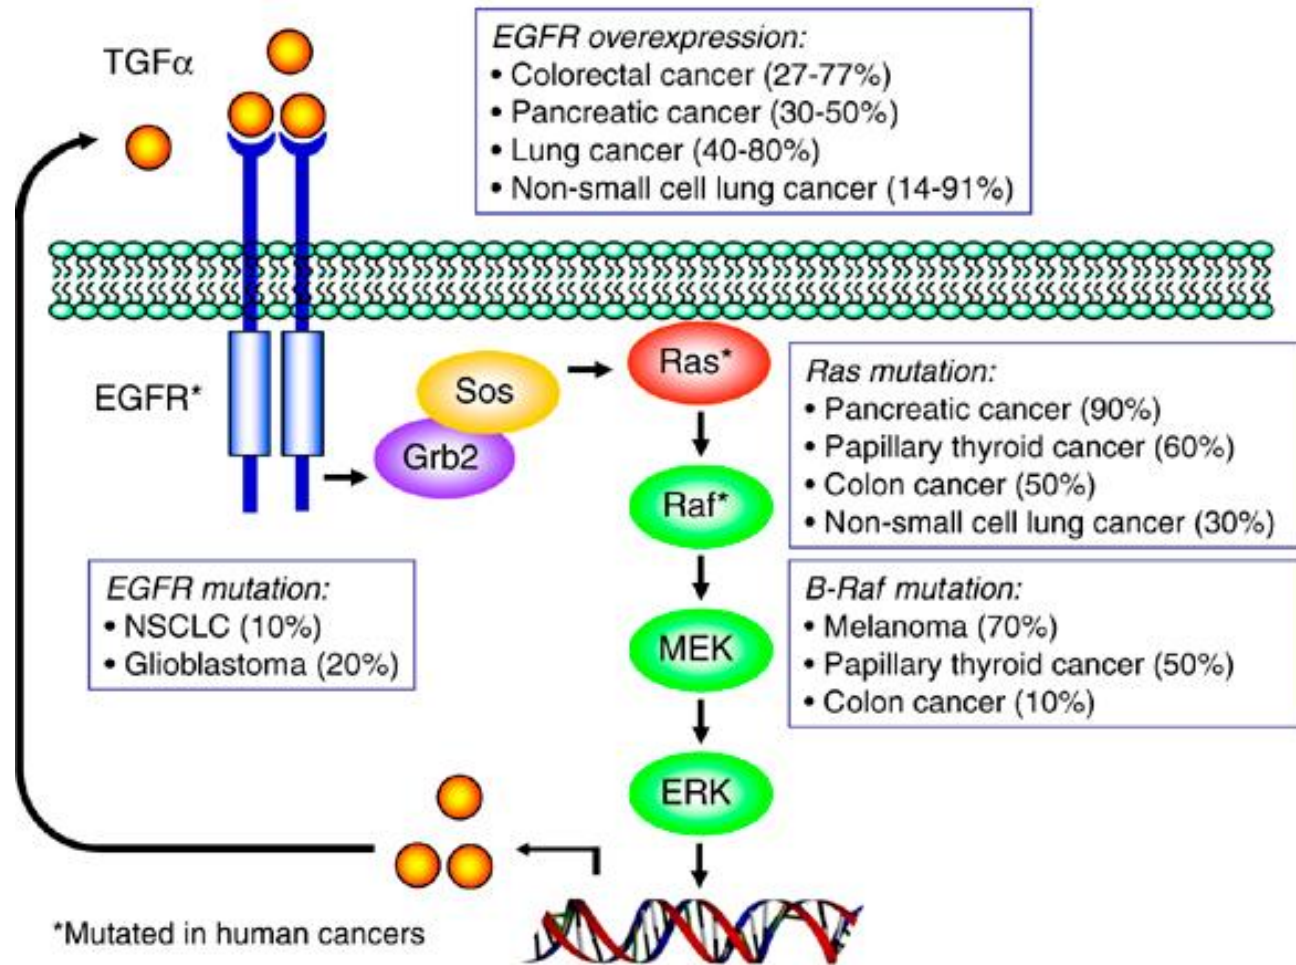 TGFα
EGFR overexpression:
• Colorectal cancer (27-77%)
• Pancreatic cancer (30-50%)
• Lung cancer (40-80%)
• Non-small cell lung cancer (14-91%)
EGFR*
Sos
Grb2
Ras*
Raf*
MEK
ERK
Ras mutation:
• Pancreatic cancer (90%)
• Papillary thyroid cancer (60%)
• Colon cancer (50%)
• Non-small cell lung cancer (30%)
EGFR mutation:
• NSCLC (10%)
• Glioblastoma (20%)
B-Raf mutation:
• Melanoma (70%)
• Papillary thyroid cancer (50%)
• Colon cancer (10%)
*Mutated in human cancers